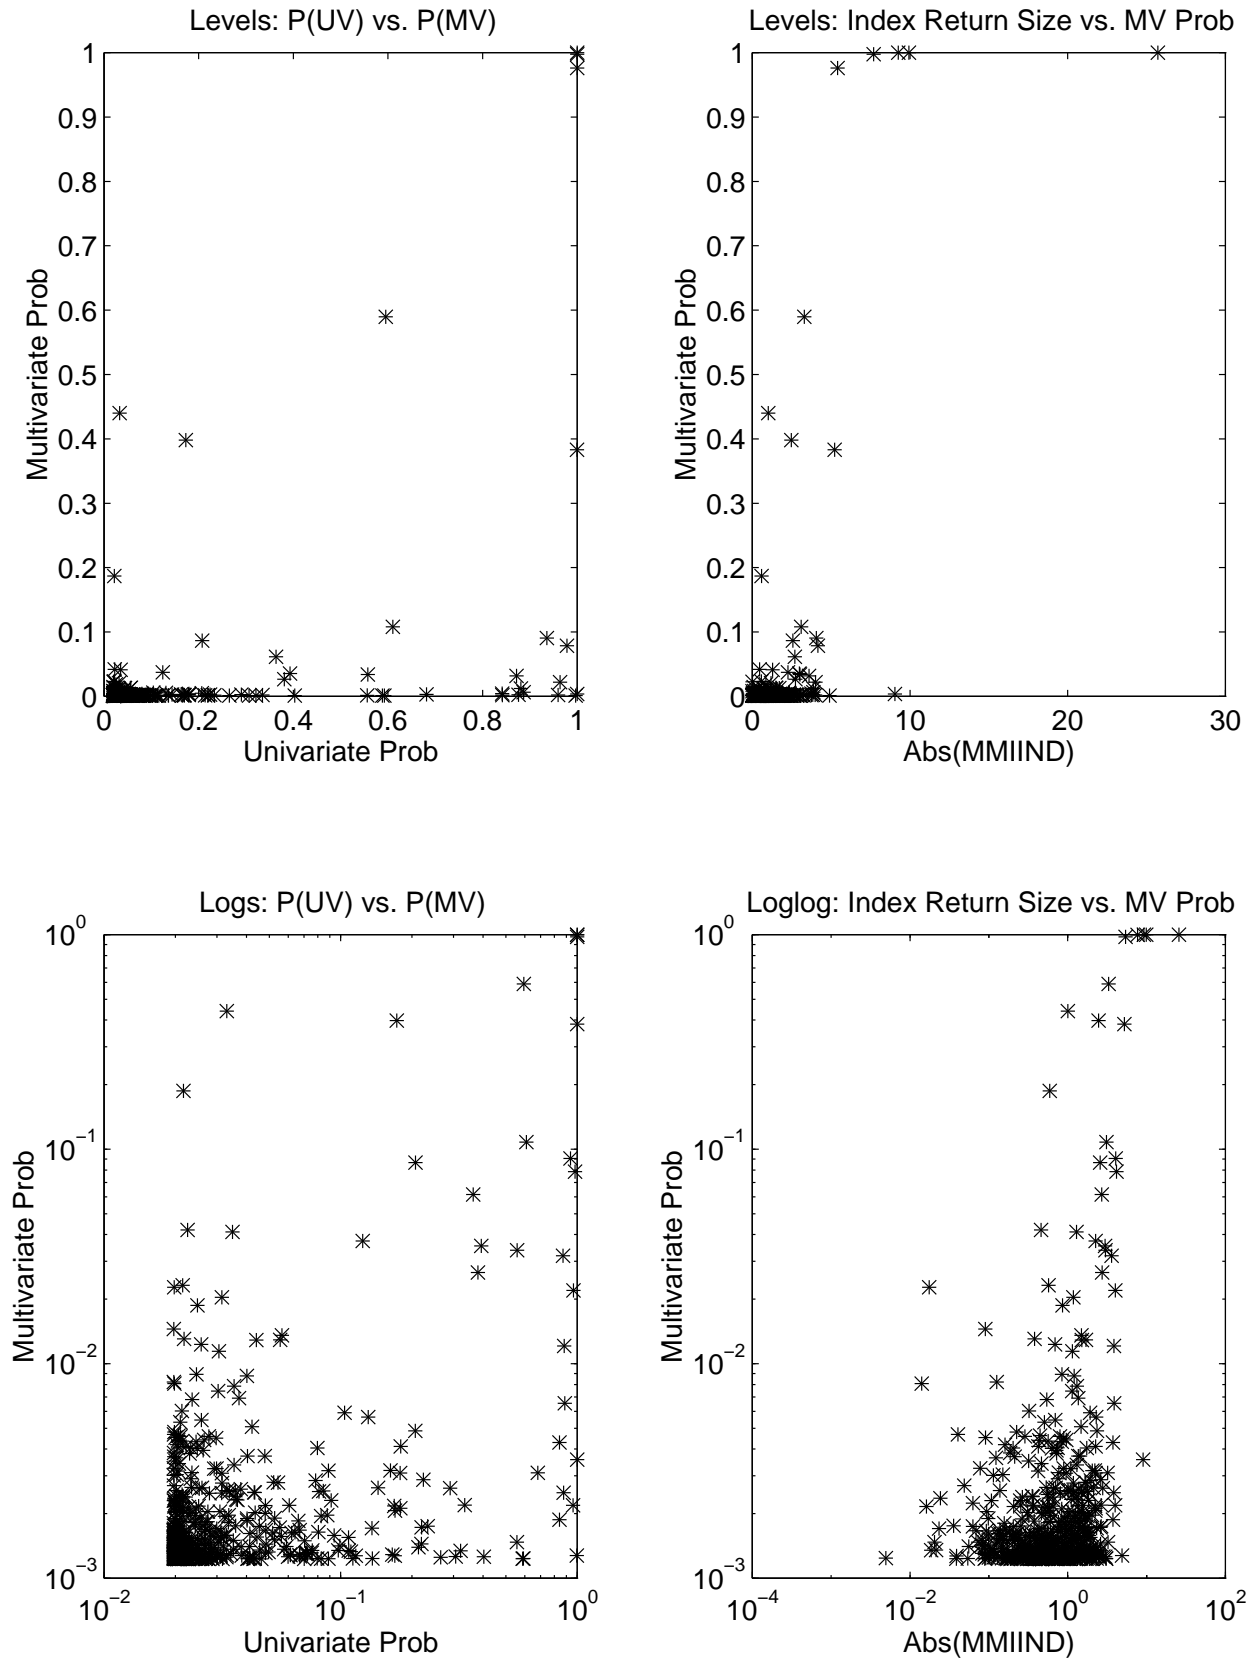 Levels: P(UV) vs. P(MV)
1
0.9
0.8
0.7
0.6
0.5
0.4
0.3
0.2
0.1
0
Multivariate Prob
0 0.2 0.4 0.6 0.8 1
Univariate Prob
Levels: Index Return Size vs. MV Prob
1
0.9
0.8
0.7
0.6
0.5
0.4
0.3
0.2
0.1
0
Multivariate Prob
0 10 20 30
Abs(MMIIND)
Logs: P(UV) vs. P(MV)
10^0
10^−1
10^−2
10^−3
Multivariate Prob
10^−2 10^−1 10^0
Univariate Prob
Loglog: Index Return Size vs. MV Prob
10^0
10^−1
10^−2
10^−3
Multivariate Prob
10^−4 10^−2 10^0 10^2
Abs(MMIIND)